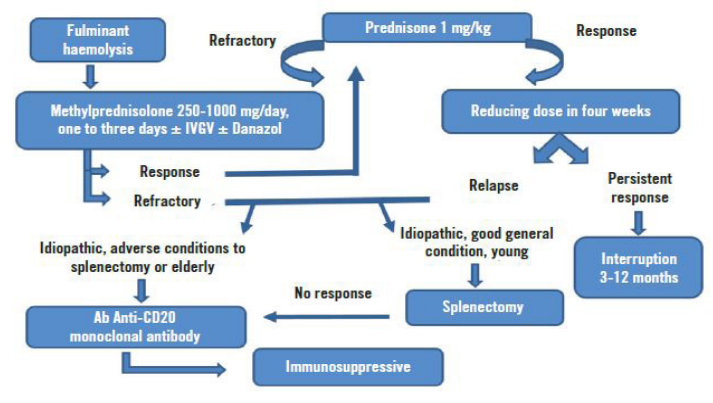 Fulminant
haemolysis
Refractory
Prednisone 1 mg/kg
Response
Methylprednisolone 250-1000 mg/day,
one to three days ± IVGV ± Danazol
Reducing dose in four weeks
Response
Refractory
Relapse
Persistent
response
Idiopathic, adverse conditions to
splenectomy or elderly
Idiopathic, good general
condition, young
Interruption
3-12 months
No response
Splenectomy
Ab Anti-CD20
monoclonal antibody
Immunosuppressive